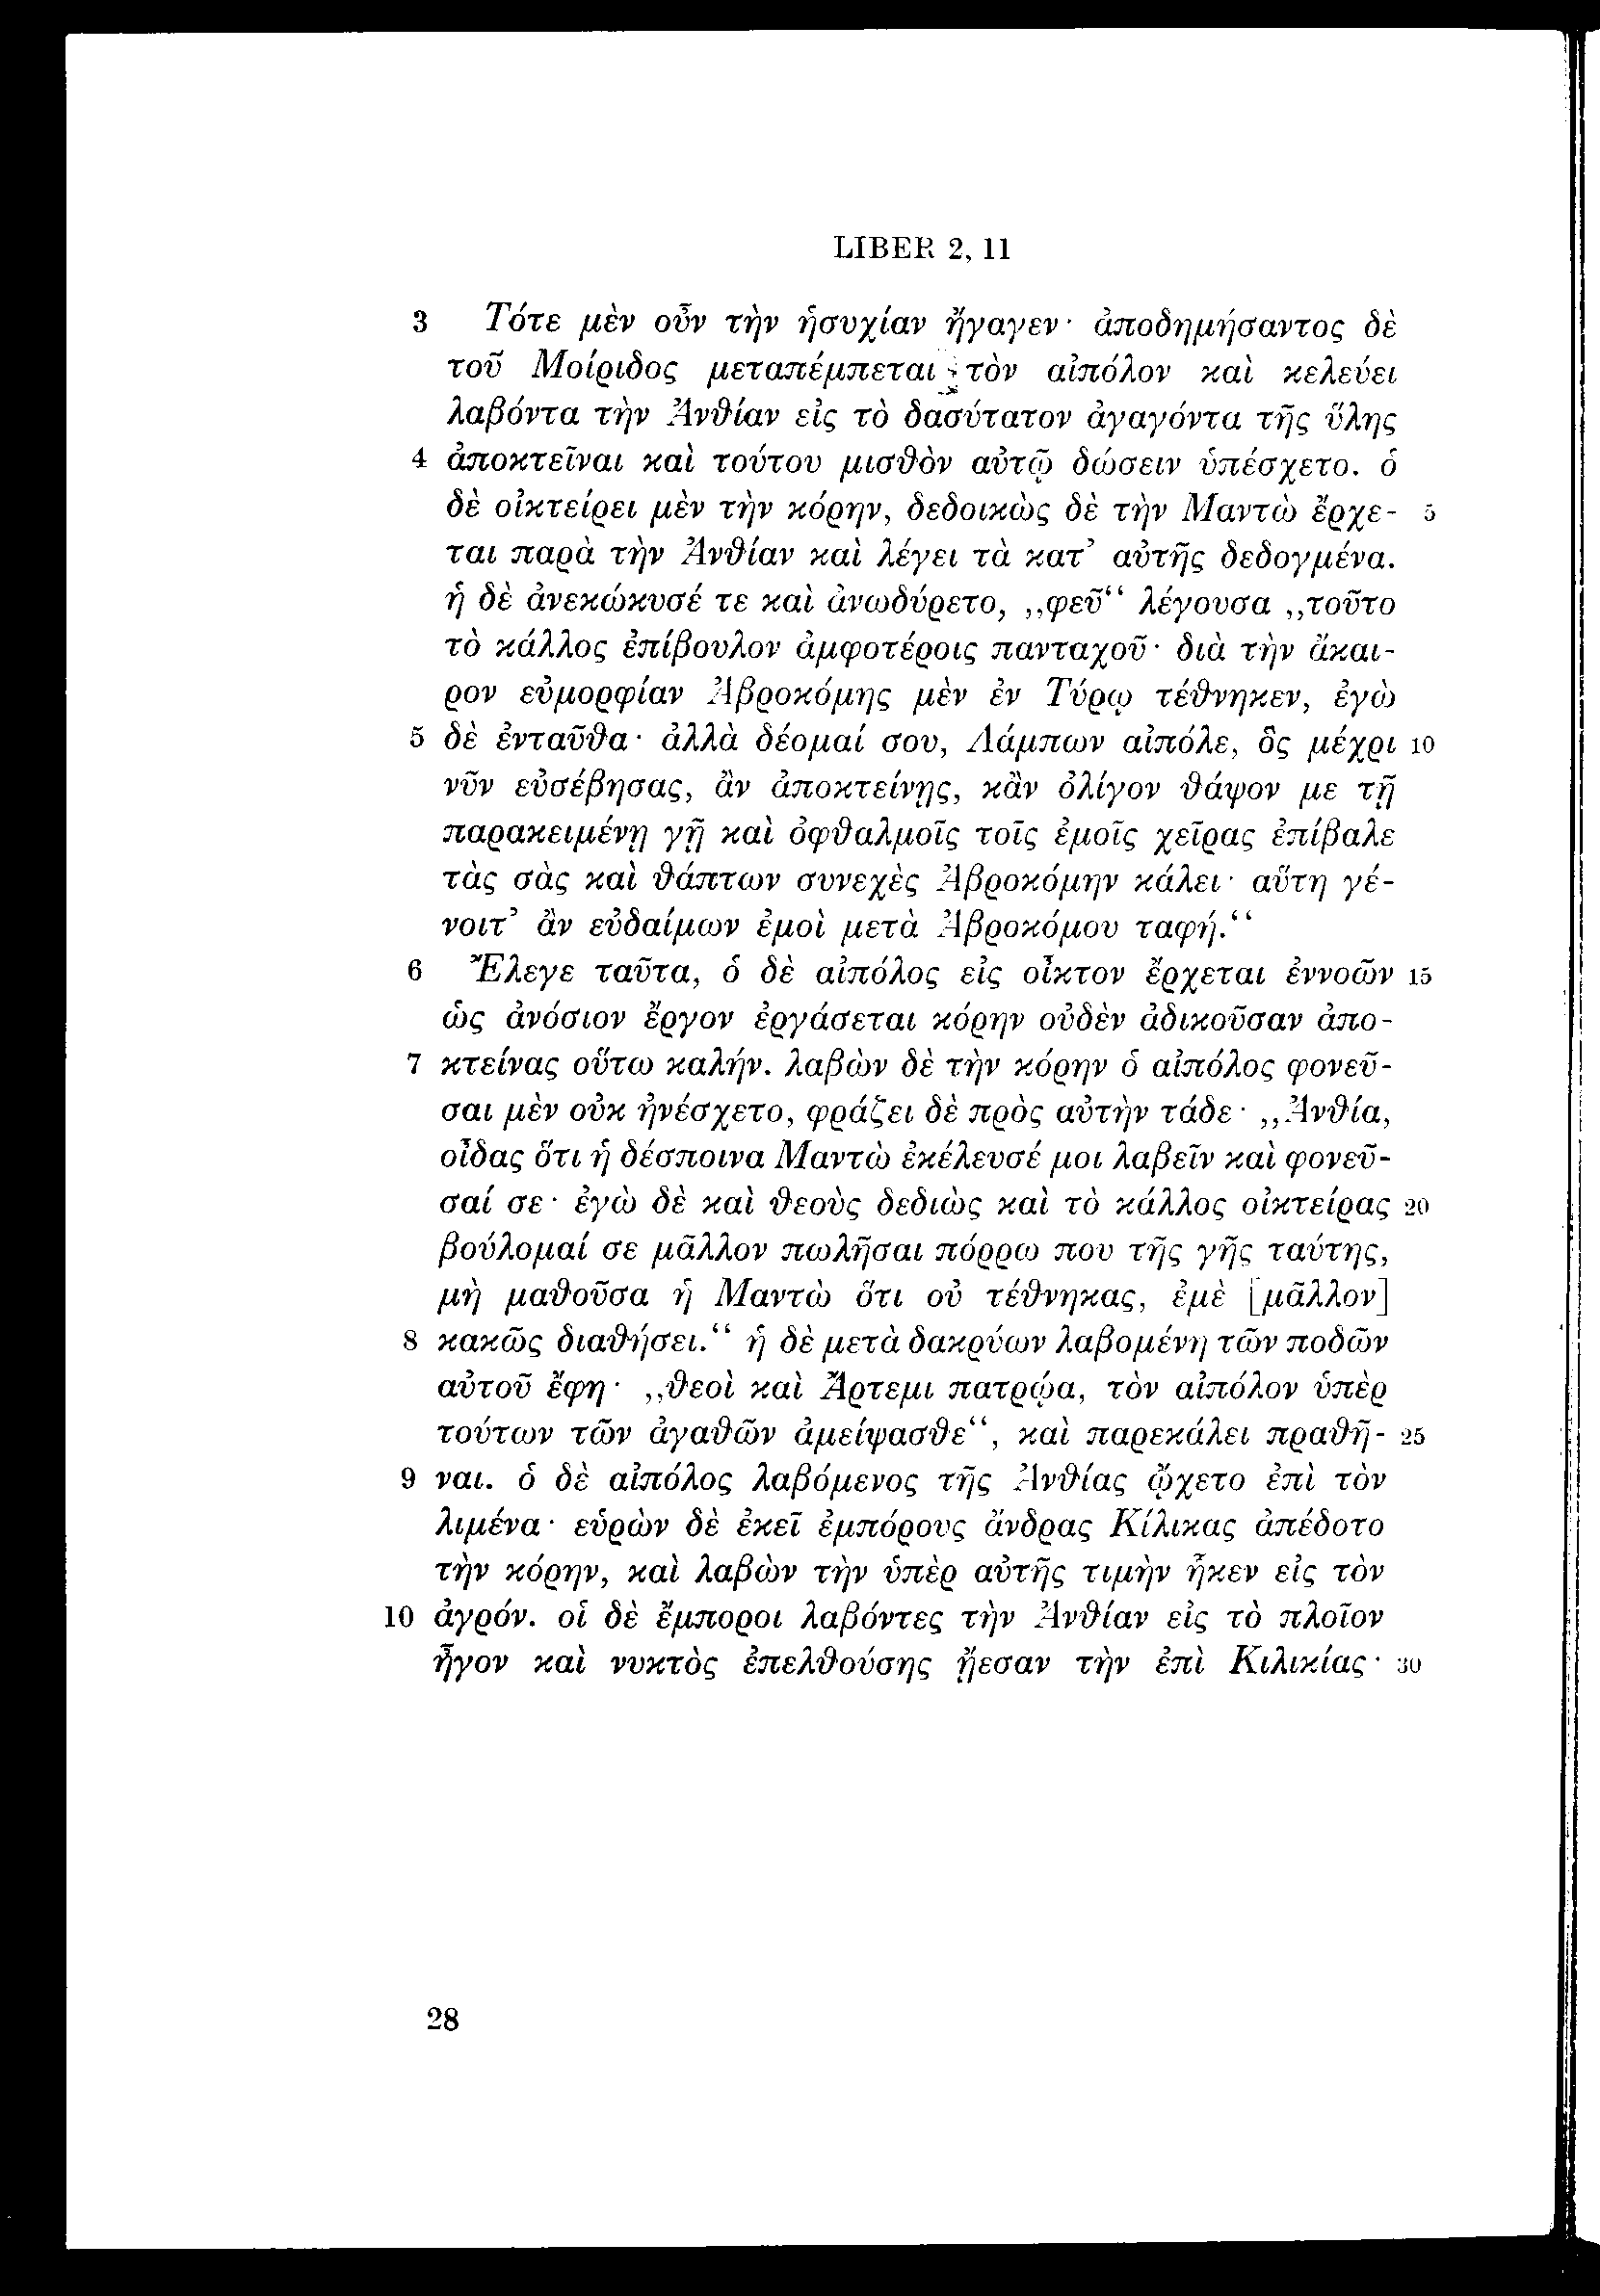 LIBER 2, 11
3 Τότε μὲν οὖν τὴν ἡσυχίαν ἤγαγεν· ἀποδημήσαντος δὲ
τοῦ Μοίριδος μεταπέμπεται τὸν αἰπόλον καὶ κελεύει
λαβόντα τὴν Ἀνθίαν εἰς τὸ δασύτατον ἀγαγόντα τῆς ὕλης
4 ἀποκτεῖναι καὶ τούτου μισθὸν αὐτῷ δώσειν ὑπέσχετο. ὁ
δὲ οἰκτείρει μὲν τὴν κόρην, δεδοικὼς δὲ τὴν Μαντὼ ἔρχε- 5
ται παρὰ τὴν Ἀνθίαν καὶ λέγει τὰ κατ’ αὐτῆς δεδογμένα.
ἡ δὲ ἀνεκώκυσέ τε καὶ ἀνωδύρετο, „φεῦ“ λέγουσα „τοῦτο
τὸ κάλλος ἐπίβουλον ἀμφοτέροις πανταχοῦ· διὰ τὴν ἄκαι-
ρον εὐμορφίαν Ἁβροκόμης μὲν ἐν Τύρῳ τέθνηκεν, ἐγὼ
5 δὲ ἐνταῦθα· ἀλλὰ δέομαί σου, Λάμπων αἰπόλε, ὃς μέχρι 10
νῦν εὐσέβησας, ἂν ἀποκτείνῃς, κἂν ὀλίγον θάψον με τῇ
παρακειμένῃ γῇ καὶ ὀφθαλμοῖς τοῖς ἐμοῖς χεῖρας ἐπίβαλε
τὰς σὰς καὶ θάπτων συνεχὲς Ἁβροκόμην κάλει· αὕτη γέ-
νοιτ’ ἂν εὐδαίμων ἐμοὶ μετὰ Ἁβροκόμου ταφή.“
6 Ἔλεγε ταῦτα, ὁ δὲ αἰπόλος εἰς οἶκτον ἔρχεται ἐννοῶν 15
ὡς ἀνόσιον ἔργον ἐργάσεται κόρην οὐδὲν ἀδικοῦσαν ἀπο-
7 κτείνας οὕτω καλήν. λαβὼν δὲ τὴν κόρην ὁ αἰπόλος φονεῦ-
σαι μὲν οὐκ ἠνέσχετο, φράζει δὲ πρὸς αὐτὴν τάδε· „Ἀνθία,
οἶδας ὅτι ἡ δέσποινα Μαντὼ ἐκέλευσέ μοι λαβεῖν καὶ φονεῦ-
σαί σε· ἐγὼ δὲ καὶ θεοὺς δεδιὼς καὶ τὸ κάλλος οἰκτείρας 20
βούλομαί σε μᾶλλον πωλῆσαι πόρρω που τῆς γῆς ταύτης,
μὴ μαθοῦσα ἡ Μαντὼ ὅτι οὐ τέθνηκας, ἐμὲ [μᾶλλον]
8 κακῶς διαθήσει.“ ἡ δὲ μετὰ δακρύων λαβομένη τῶν ποδῶν
αὐτοῦ ἔφη· „θεοὶ καὶ Ἄρτεμι πατρῴα, τὸν αἰπόλον ὑπὲρ
τούτων τῶν ἀγαθῶν ἀμείψασθε“, καὶ παρεκάλει πραθῆ- 25
9 ναι. ὁ δὲ αἰπόλος λαβόμενος τῆς Ἀνθίας ᾤχετο ἐπὶ τὸν
λιμένα· εὑρὼν δὲ ἐκεῖ ἐμπόρους ἄνδρας Κίλικας ἀπέδοτο
τὴν κόρην, καὶ λαβὼν τὴν ὑπὲρ αὐτῆς τιμὴν ἧκεν εἰς τὸν
10 ἀγρόν. οἱ δὲ ἔμποροι λαβόντες τὴν Ἀνθίαν εἰς τὸ πλοῖον
ἦγον καὶ νυκτὸς ἐπελθούσης ᾔεσαν τὴν ἐπὶ Κιλικίας· 30
28